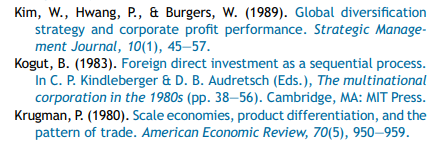 Kim, W., Hwang, P., & Burgers, W. (1989). Global diversification
strategy and corporate profit performance. Strategic Manage-
ment Journal, 10(1), 45–57.
Kogut, B. (1983). Foreign direct investment as a sequential process.
In C. P. Kindleberger & D. B. Audretsch (Eds.), The multinational
corporation in the 1980s (pp. 38–56). Cambridge, MA: MIT Press.
Krugman, P. (1980). Scale economies, product differentiation, and the
pattern of trade. American Economic Review, 70(5), 950–959.